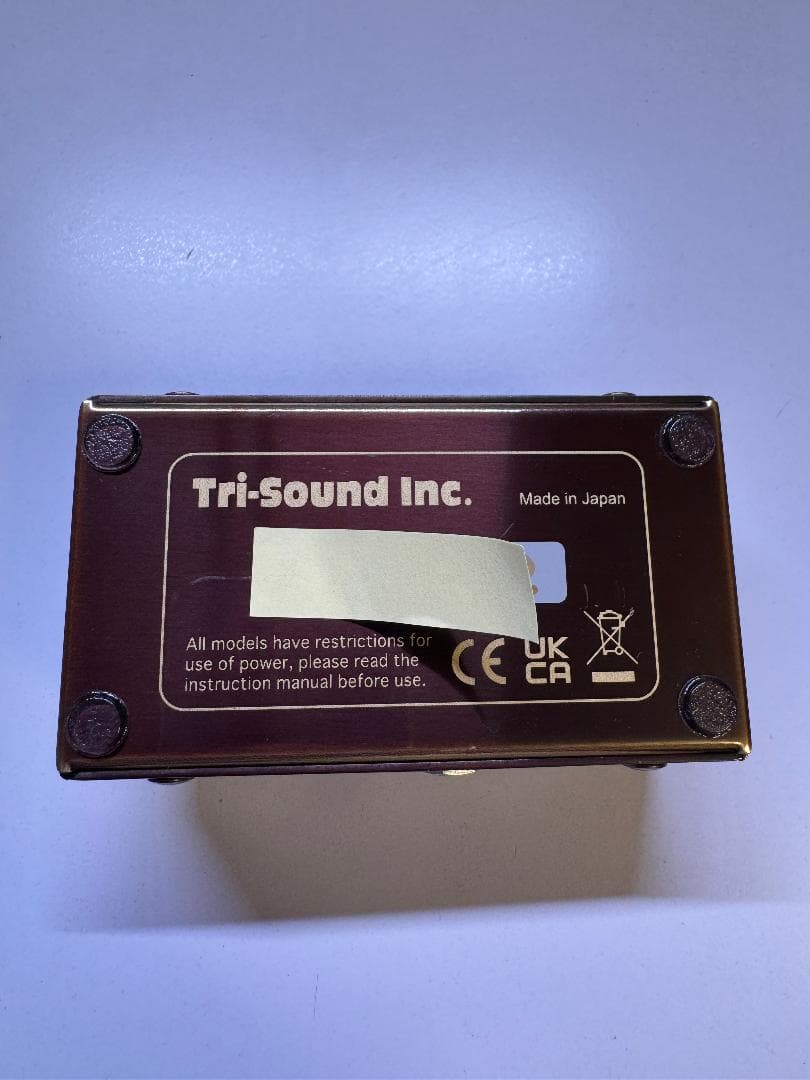 Tri-Sound Inc.
Made in Japan
All models have restrictions for
use of power, please read the
instruction manual before use.
CE
UK
CA